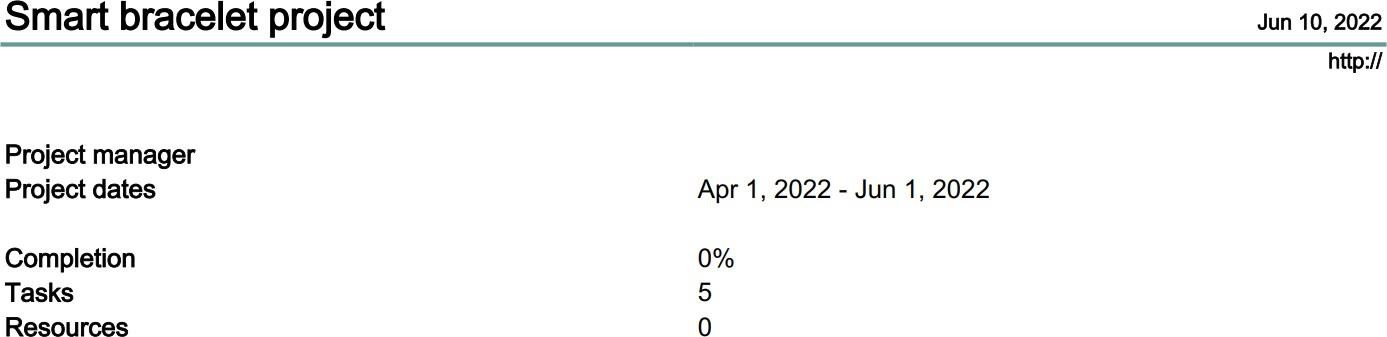 Smart bracelet project
Jun 10, 2022
http://
Project manager
Project dates Apr 1, 2022 - Jun 1, 2022
Completion 0%
Tasks 5
Resources 0